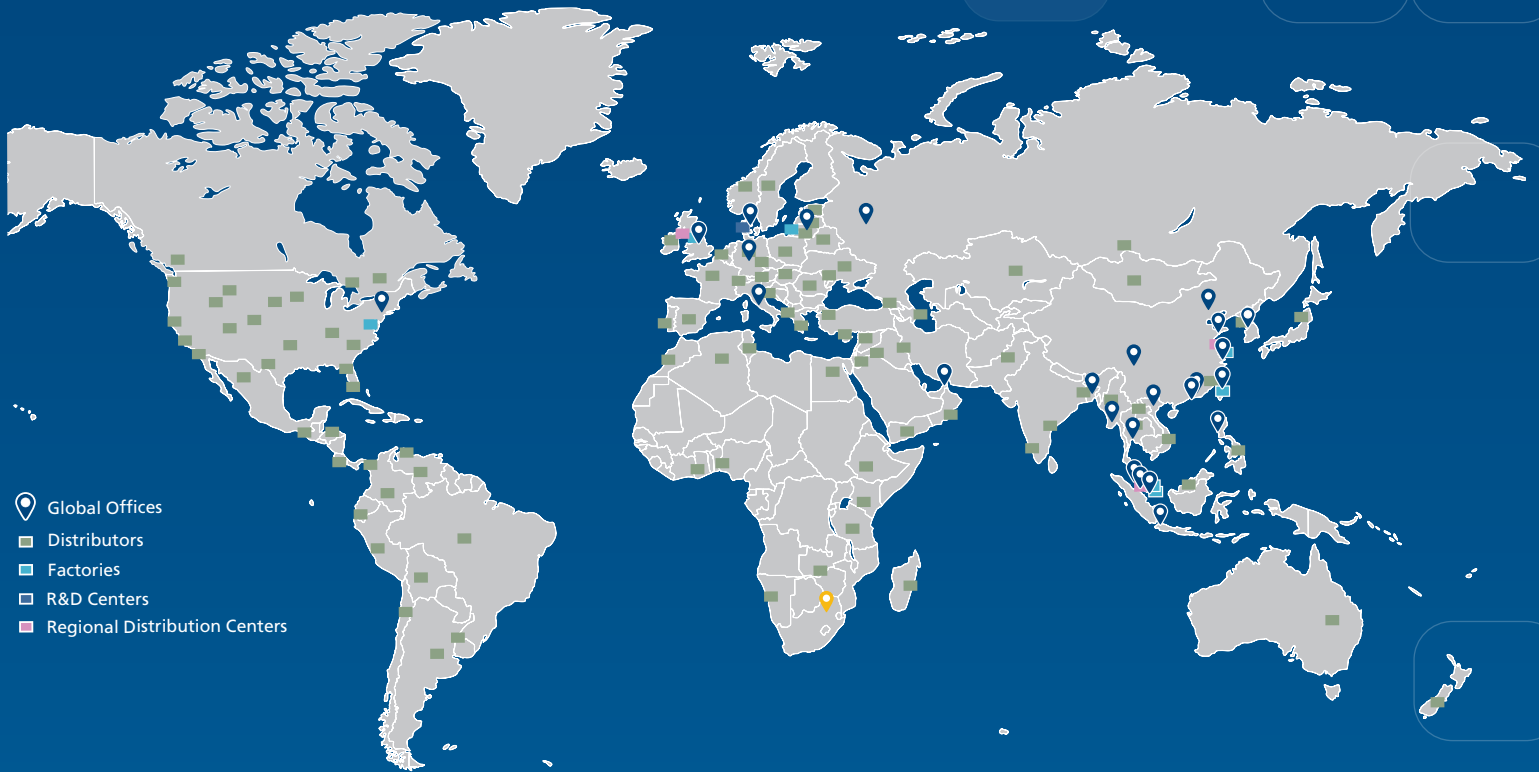 Global Offices
Distributors
Factories
R&D Centers
Regional Distribution Centers